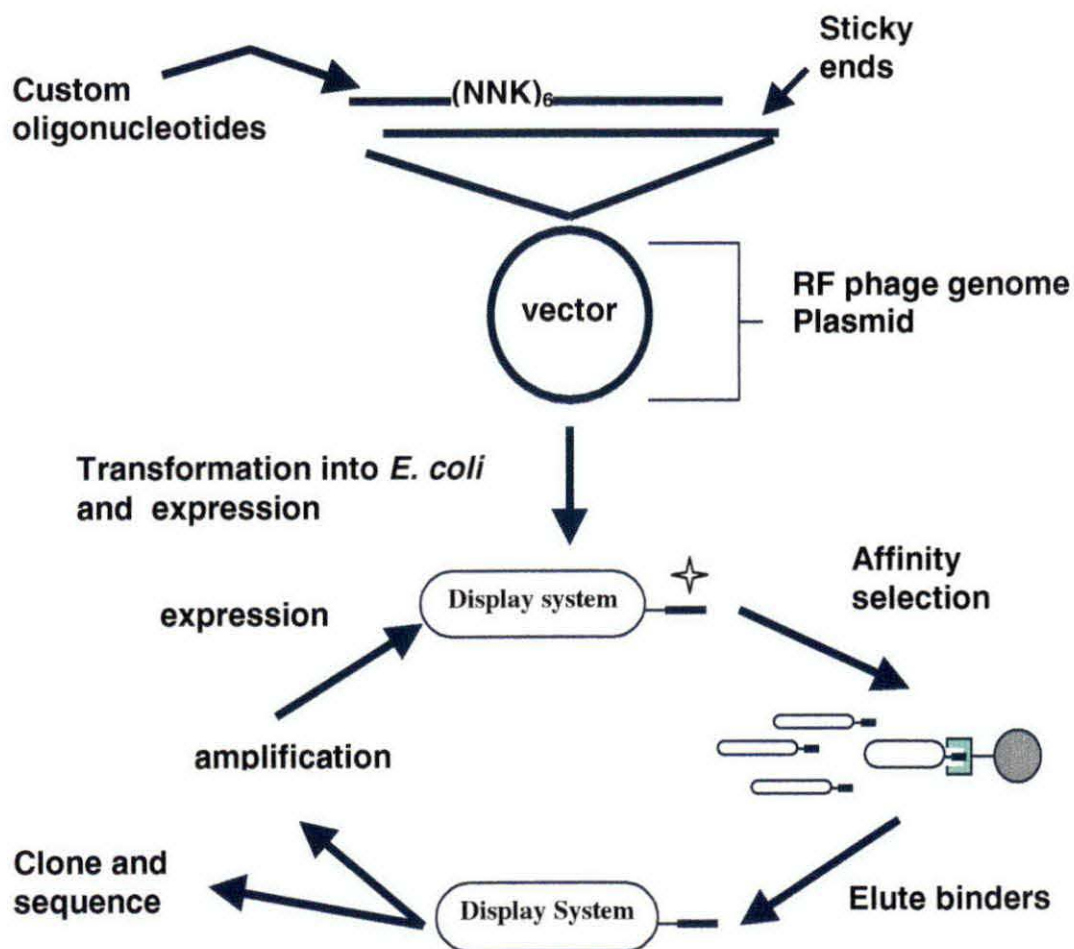 Sticky
ends
Custom
oligonucleotides
(NNK)6
vector
RF phage genome
Plasmid
Transformation into E. coli
and expression
Affinity
selection
Display system
expression
amplification
Clone and
sequence
Display System
Elute binders